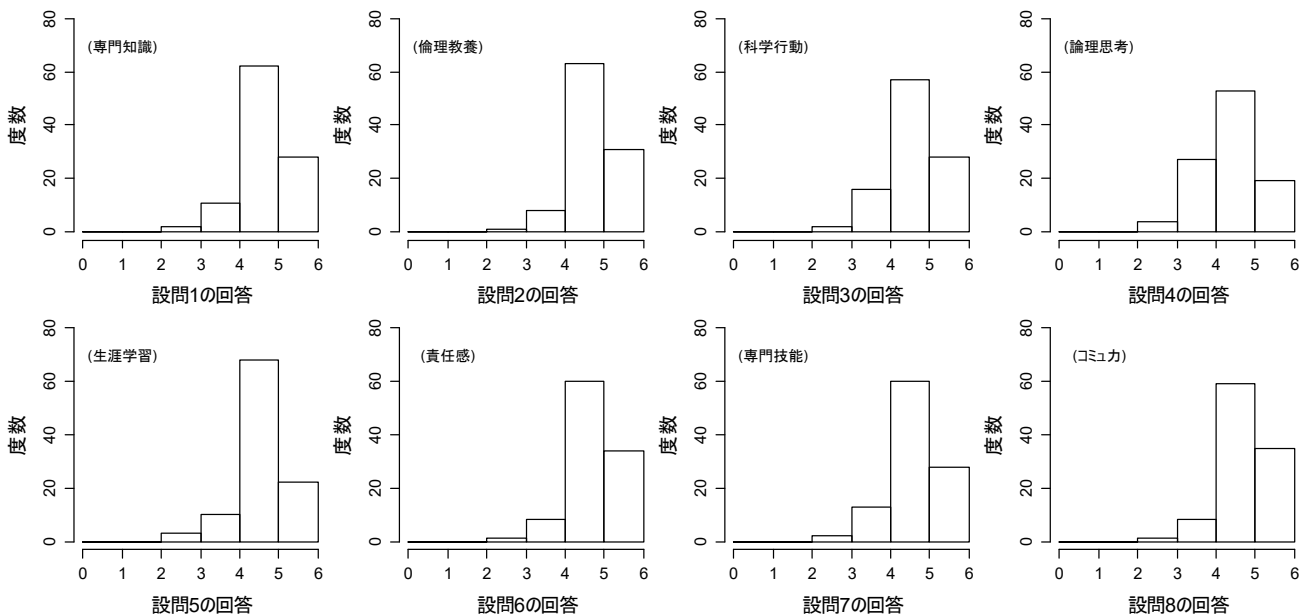 (専門知識)
度数
0 20 40 60 80
0 1 2 3 4 5 6
設問1の回答
(倫理教養)
度数
0 20 40 60 80
0 1 2 3 4 5 6
設問2の回答
(科学行動)
度数
0 20 40 60 80
0 1 2 3 4 5 6
設問3の回答
(論理思考)
度数
0 20 40 60 80
0 1 2 3 4 5 6
設問4の回答
(生涯学習)
度数
0 20 40 60 80
0 1 2 3 4 5 6
設問5の回答
(責任感)
度数
0 20 40 60 80
0 1 2 3 4 5 6
設問6の回答
(専門技能)
度数
0 20 40 60 80
0 1 2 3 4 5 6
設問7の回答
(コミュ力)
度数
0 20 40 60 80
0 1 2 3 4 5 6
設問8の回答